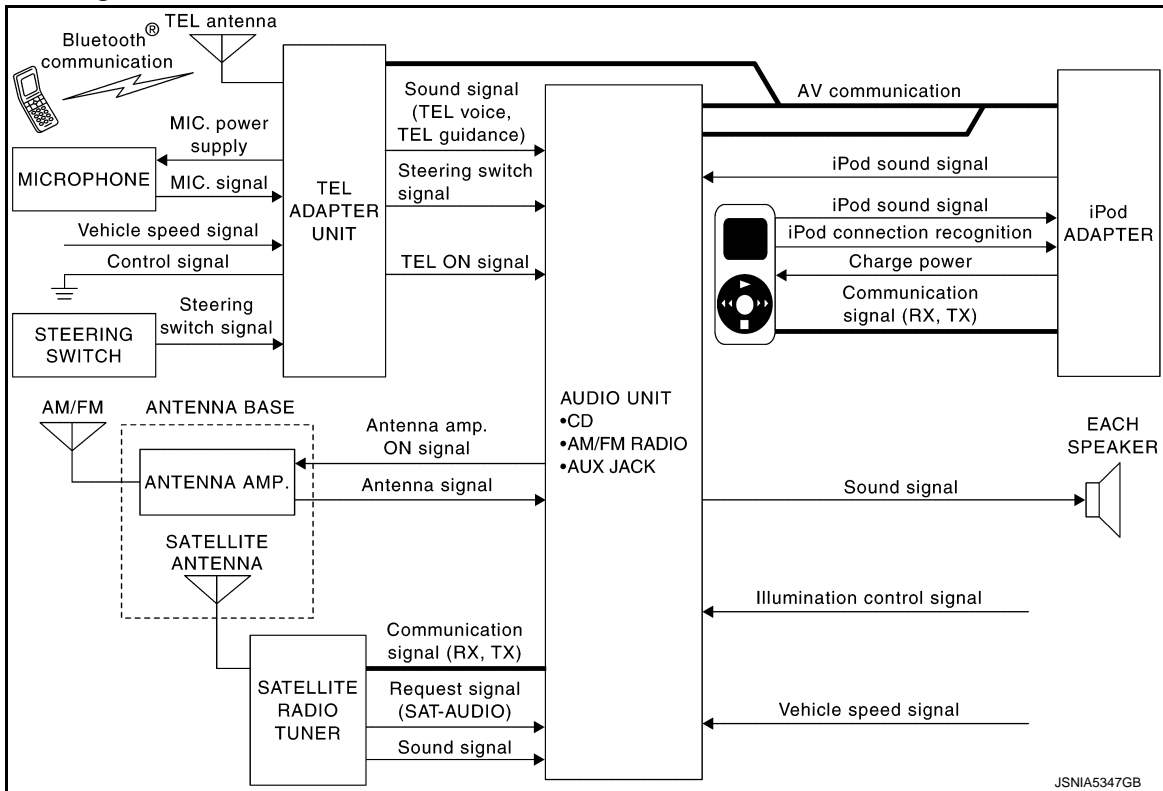 TEL antenna
Bluetooth®
communication
MIC. power
supply
MICROPHONE
MIC. signal
Vehicle speed signal
Control signal
Steering
switch signal
STEERING
SWITCH
TEL
ADAPTER
UNIT
Sound signal
(TEL voice,
TEL guidance)
Steering switch
signal
TEL ON signal
AV communication
iPod sound signal
iPod sound signal
iPod connection recognition
Charge power
Communication
signal (RX, TX)
iPod
ADAPTER
AM/FM
ANTENNA BASE
ANTENNA AMP.
Antenna amp.
ON signal
Antenna signal
SATELLITE
ANTENNA
AUDIO UNIT
•CD
•AM/FM RADIO
•AUX JACK
EACH
SPEAKER
Sound signal
Illumination control signal
Vehicle speed signal
SATELLITE
RADIO
TUNER
Communication
signal (RX, TX)
Request signal
(SAT-AUDIO)
Sound signal
JSNIA5347GB